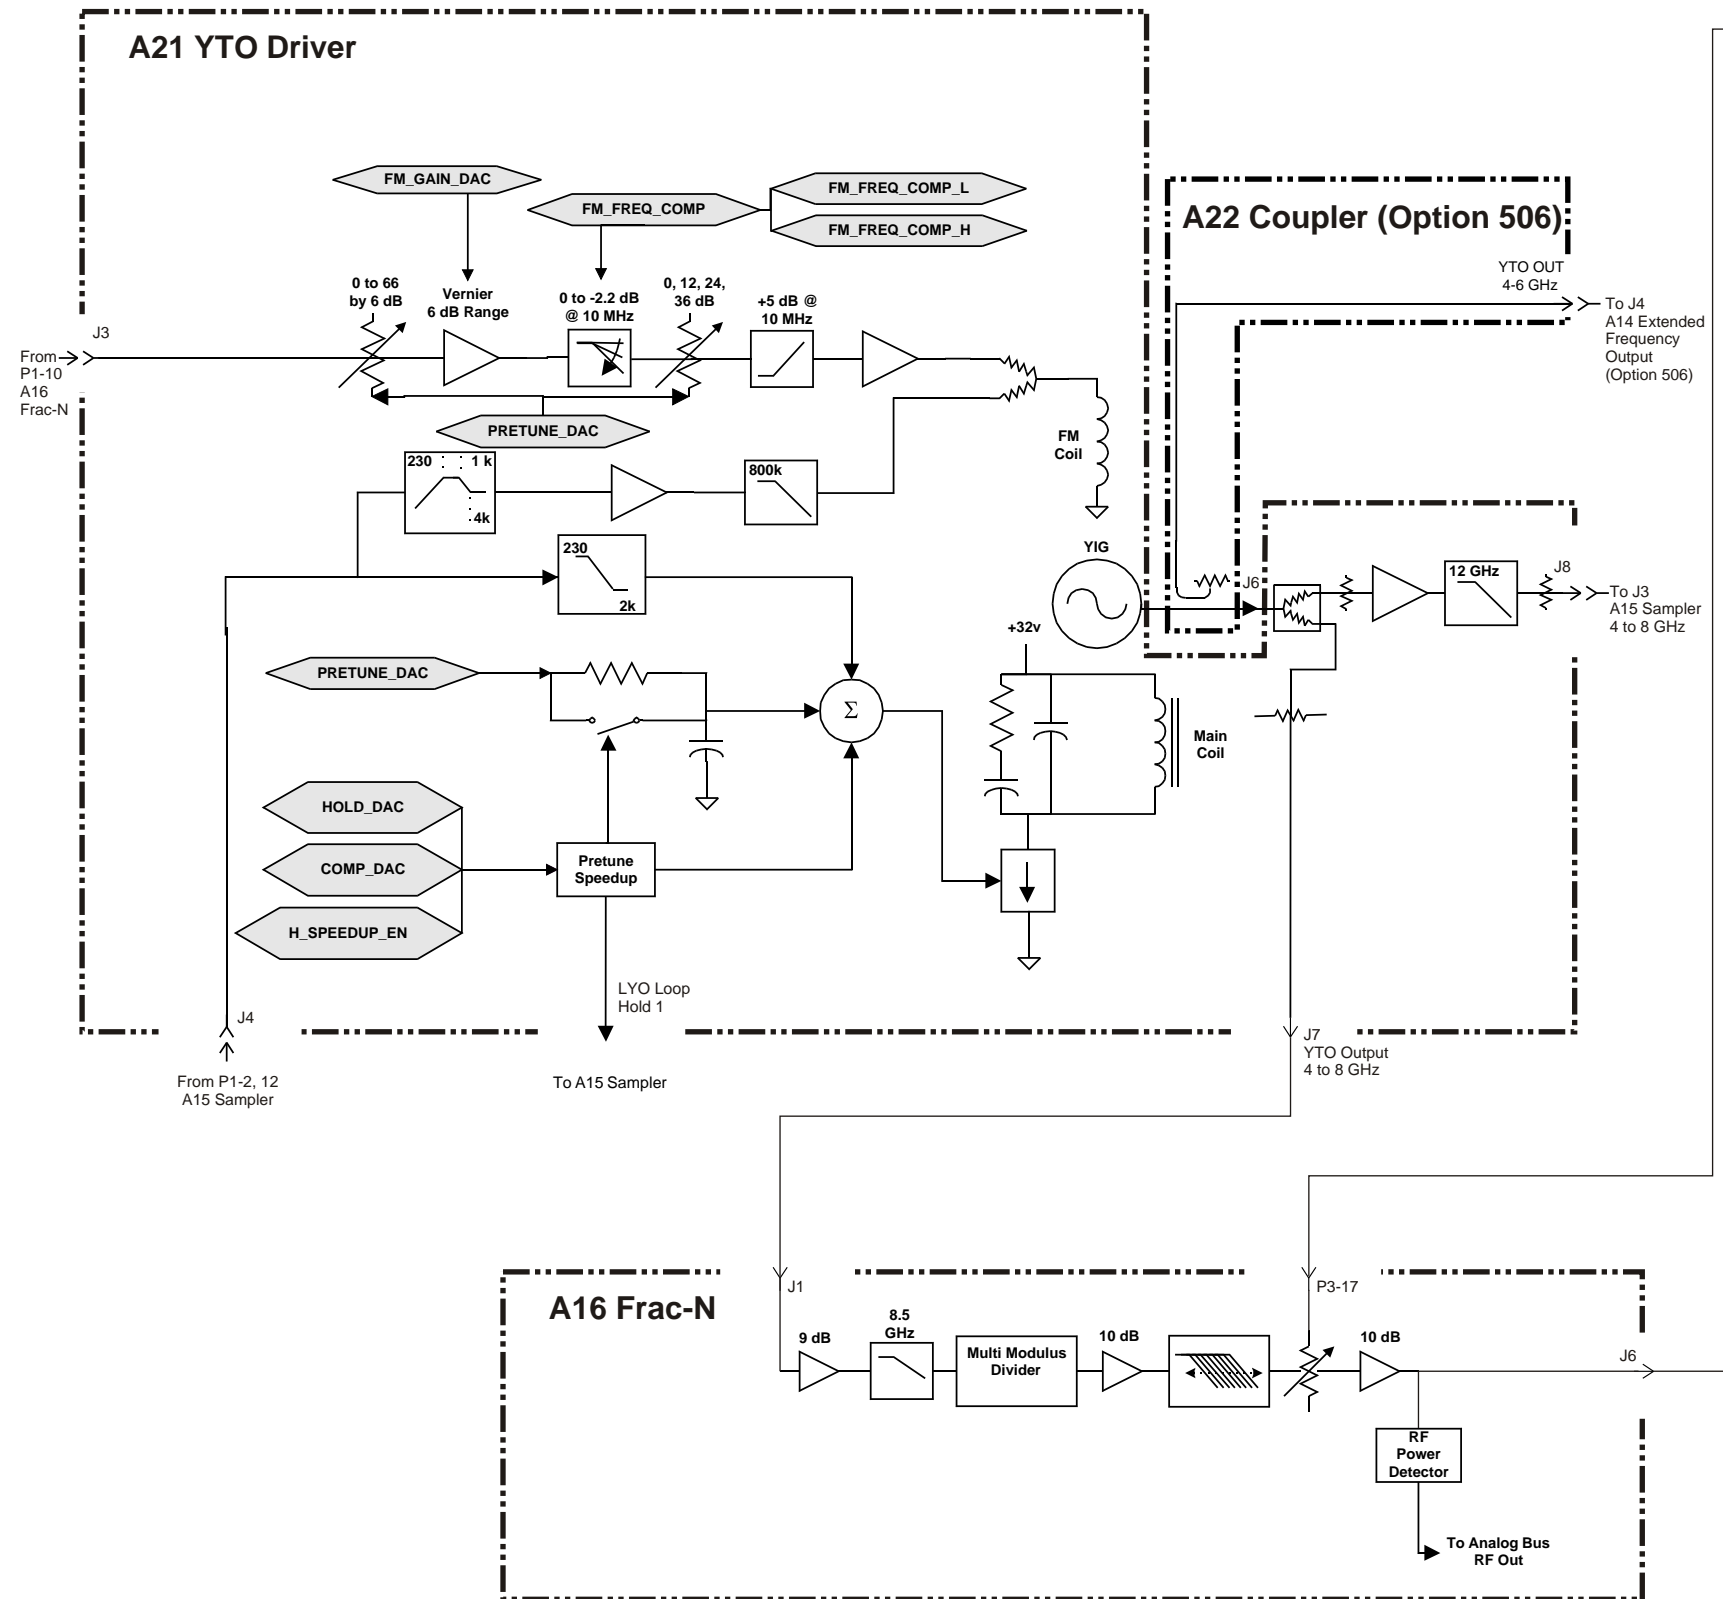 A21 YTO Driver
FM_GAIN_DAC
FM_FREQ_COMP
FM_FREQ_COMP_L
FM_FREQ_COMP_H
A22 Coupler (Option 506)
YTO OUT
4-6 GHz
To J4
A14 Extended
Frequency
Output
(Option 506)
J3
From
P1-10
A16
Frac-N
0 to 66
by 6 dB
Vernier
6 dB Range
0 to -2.2 dB
@ 10 MHz
0, 12, 24,
36 dB
+5 dB @
10 MHz
PRETUNE_DAC
FM
Coil
230
1 k
4k
800k
230
2k
YIG
J6
12 GHz
J8
To J3
A15 Sampler
4 to 8 GHz
+32v
PRETUNE_DAC
Σ
Main
Coil
HOLD_DAC
COMP_DAC
H_SPEEDUP_EN
Pretune
Speedup
LYO Loop
Hold 1
J4
From P1-2, 12
A15 Sampler
To A15 Sampler
J7
YTO Output
4 to 8 GHz
A16 Frac-N
J1
P3-17
9 dB
8.5
GHz
Multi Modulus
Divider
10 dB
10 dB
J6
RF
Power
Detector
To Analog Bus
RF Out